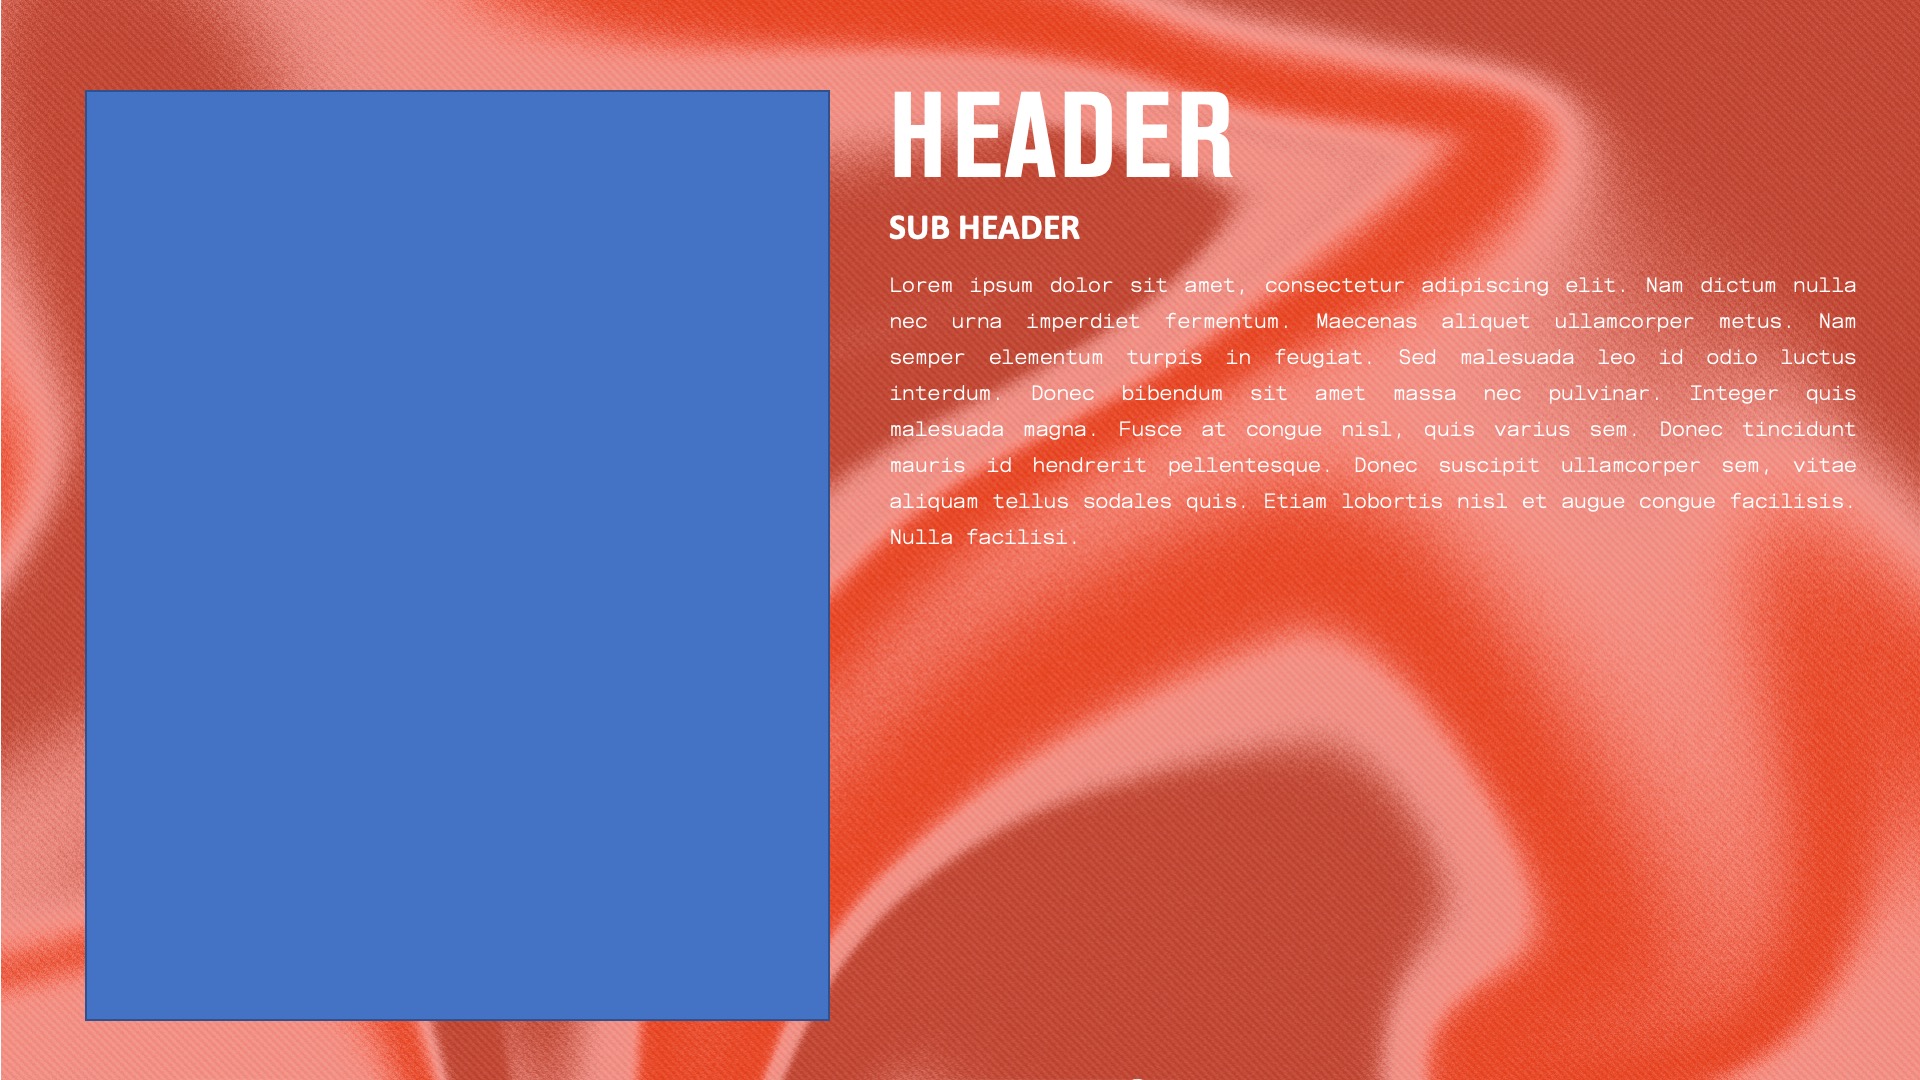 HEADER
SUB HEADER
Lorem ipsum dolor sit amet, consectetur adipiscing elit. Nam dictum nulla
nec urna imperdiet fermentum. Maecenas aliquet ullamcorper metus. Nam
semper elementum turpis in feugiat. Sed malesuada leo id odio luctus
interdum. Donec bibendum sit amet massa nec pulvinar. Integer quis
malesuada magna. Fusce at congue nisl, quis varius sem. Donec tincidunt
mauris id hendrerit pellentesque. Donec suscipit ullamcorper sem, vitae
aliquam tellus sodales quis. Etiam lobortis nisl et augue congue facilisis.
Nulla facilisi.